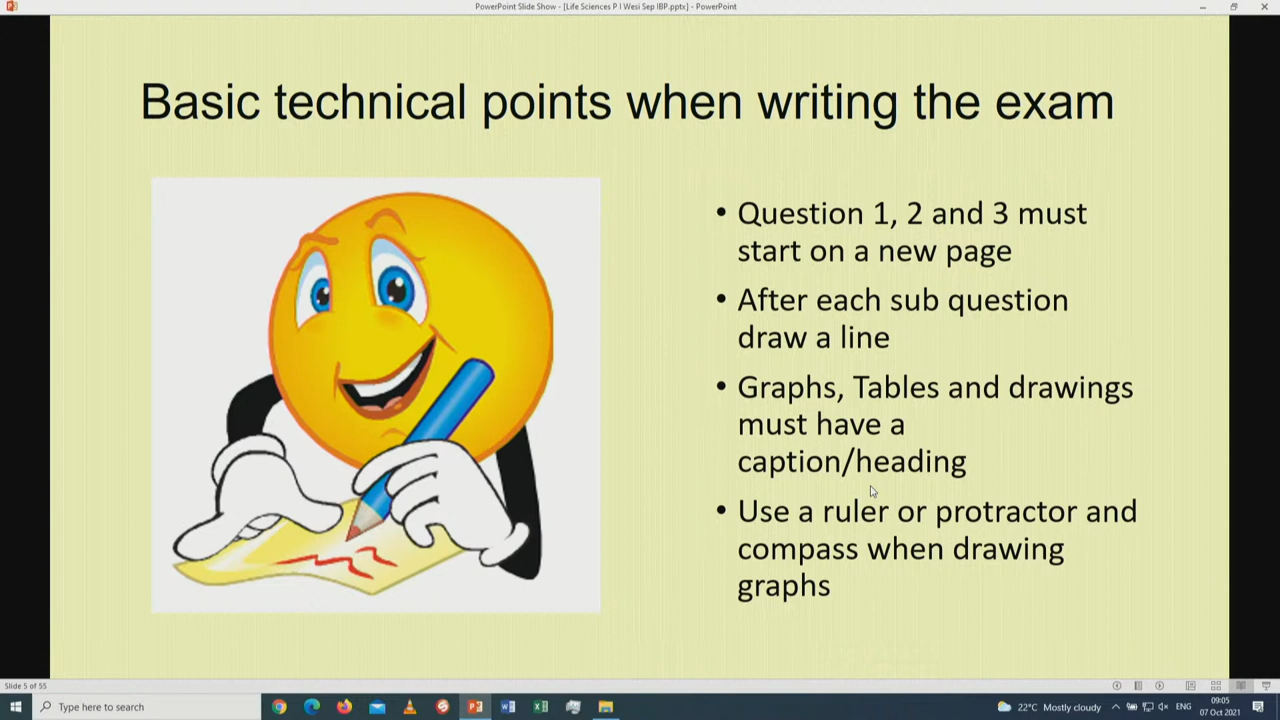 PowerPoint Slide Show - [Life Sciences P I Wesi Sep IBP.pptx] - PowerPoint
Basic technical points when writing the exam
• Question 1, 2 and 3 must
start on a new page
• After each sub question
draw a line
• Graphs, Tables and drawings
must have a
caption/heading
• Use a ruler or protractor and
compass when drawing
graphs
Slide 5 of 55
Type here to search
22°C Mostly cloudy
ENG
09:05
07 Oct 2021